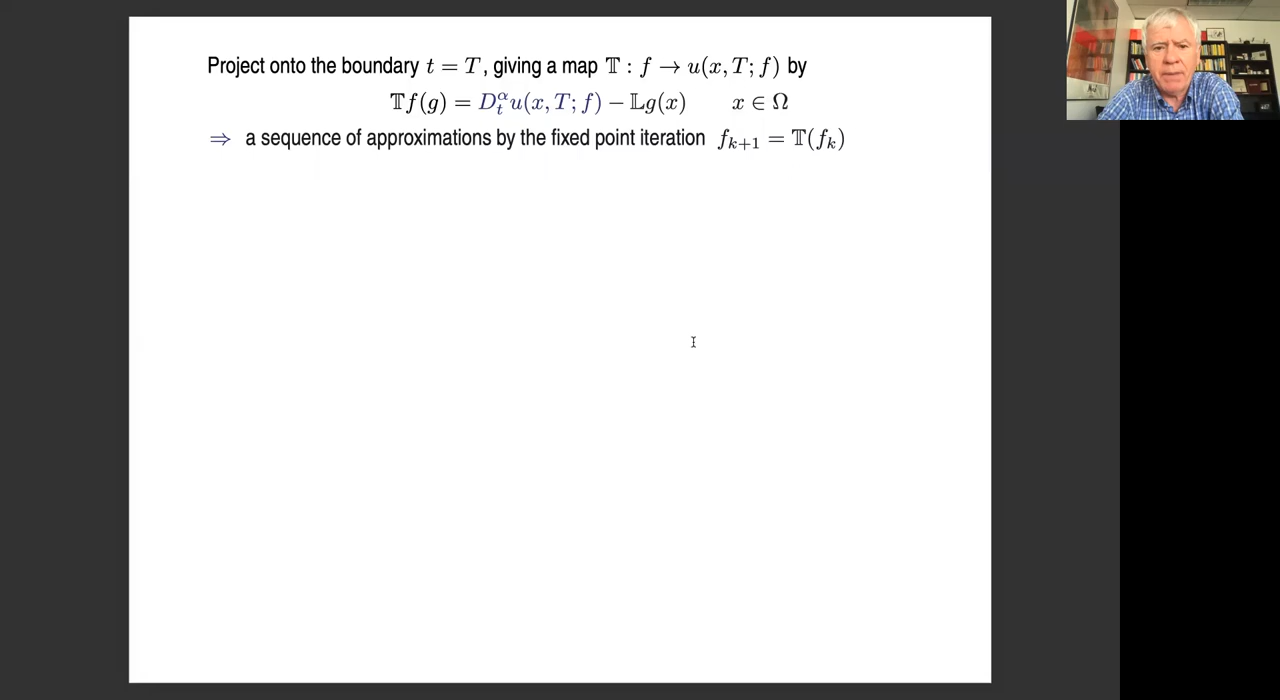 Project onto the boundary t = T, giving a map 𝕋 : f → u(x, T; f) by
𝕋f(g) = D_t^α u(x, T; f) − 𝕃g(x) x ∈ Ω
⇒ a sequence of approximations by the fixed point iteration f_{k+1} = 𝕋(f_k)